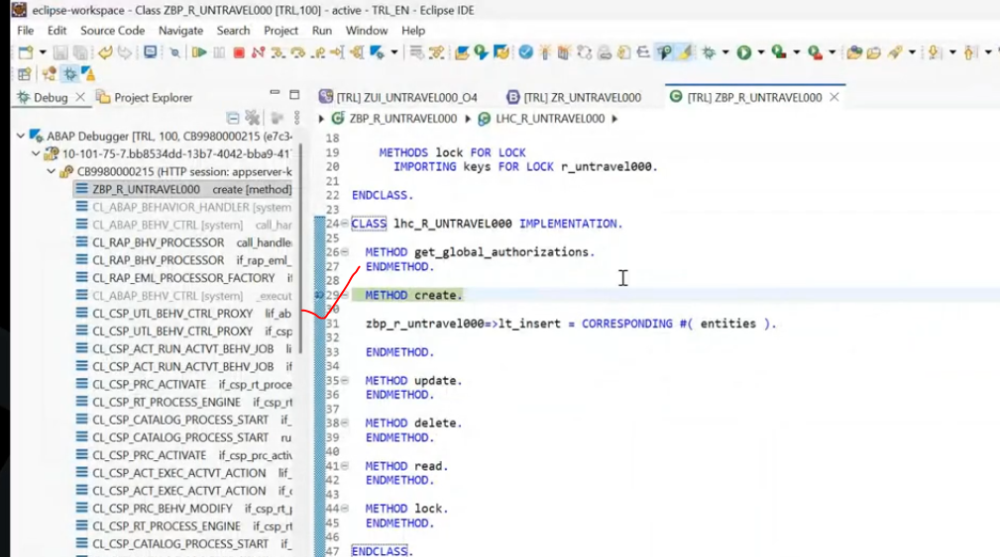 eclipse-workspace - Class ZBP_R_UNTRAVEL000 [TRL,100] - active - TRL_EN - Eclipse IDE
File Edit Source Code Navigate Search Project Run Window Help
Debug Project Explorer
[TRL] ZUI_UNTRAVEL000_O4 [TRL] ZR_UNTRAVEL000 [TRL] ZBP_R_UNTRAVEL000
ZBP_R_UNTRAVEL000 LHC_R_UNTRAVEL000
ABAP Debugger [TRL, 100, CB9980000215 (e7c34
10-101-75-7.bb8534dd-13b7-4042-bba9-41
CB9980000215 (HTTP session: appserver-k
ZBP_R_UNTRAVEL000 create [method]
CL_ABAP_BEHAVIOR_HANDLER [system
CL_ABAP_BEHV_CTRL [system] call_har
CL_RAP_BHV_PROCESSOR call_handle
CL_RAP_BHV_PROCESSOR if_rap_eml_
CL_RAP_EML_PROCESSOR_FACTORY if
CL_ABAP_BEHV_CTRL [system] _execut
CL_CSP_UTL_BEHV_CTRL_PROXY lif_ab
CL_CSP_UTL_BEHV_CTRL_PROXY if_csp
CL_CSP_ACT_RUN_ACTVT_BEHV_JOB li
CL_CSP_ACT_RUN_ACTVT_BEHV_JOB if
CL_CSP_PRC_ACTIVATE if_csp_rt_proce
CL_CSP_RT_PROCESS_ENGINE if_csp_rt
CL_CSP_CATALOG_PROCESS_START if_
CL_CSP_CATALOG_PROCESS_START ru
CL_CSP_PRC_ACTIVATE if_csp_prc_activ
CL_CSP_ACT_EXEC_ACTVT_ACTION lif_
CL_CSP_ACT_EXEC_ACTVT_ACTION if_c
CL_CSP_PRC_BEHV_MODIFY if_csp_rt_p
CL_CSP_RT_PROCESS_ENGINE if_csp_rt
CL_CSP_CATALOG_PROCESS_START if_
18
19 METHODS lock FOR LOCK
20 IMPORTING keys FOR LOCK r_untravel000.
21
22 ENDCLASS.
23
24 CLASS lhc_R_UNTRAVEL000 IMPLEMENTATION.
25
26 METHOD get_global_authorizations.
27 ENDMETHOD.
28
29 METHOD create.
30
31 zbp_r_untravel000=>lt_insert = CORRESPONDING #( entities ).
32
33 ENDMETHOD.
34
35 METHOD update.
36 ENDMETHOD.
37
38 METHOD delete.
39 ENDMETHOD.
40
41 METHOD read.
42 ENDMETHOD.
43
44 METHOD lock.
45 ENDMETHOD.
46
47 ENDCLASS.